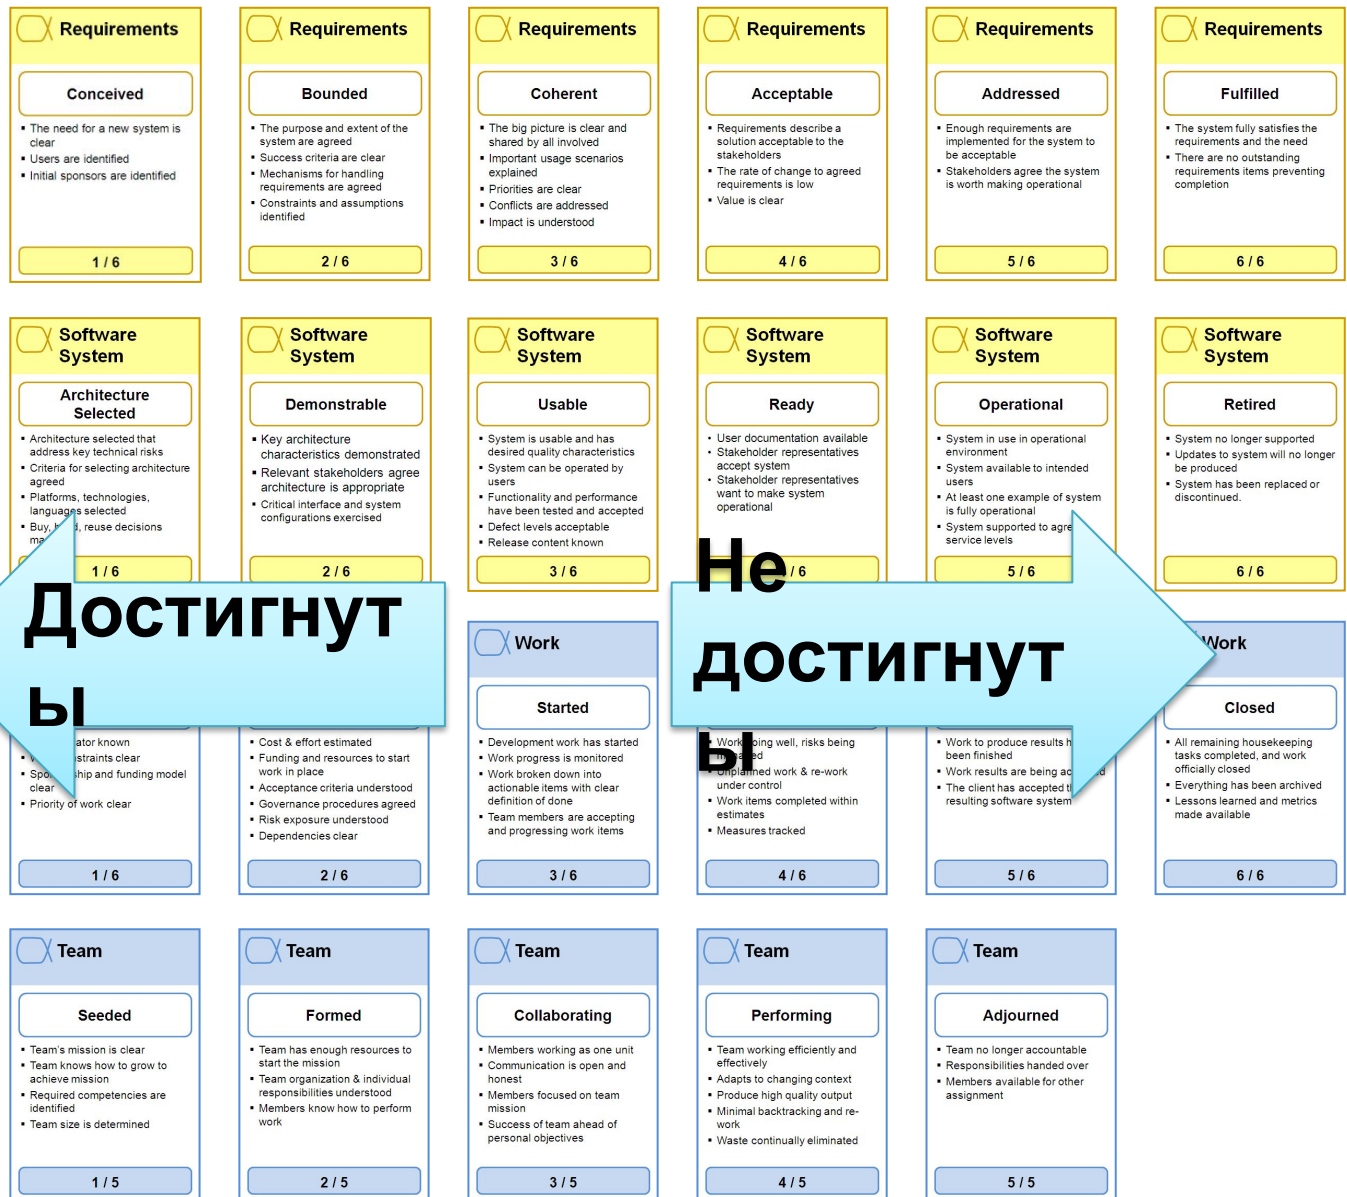 Requirements
Conceived
The need for a new system is
clear
Users are identified
Initial sponsors are identified
1 / 6
Requirements
Bounded
The purpose and extent of the
system are agreed
Success criteria are clear
Mechanisms for handling
requirements are agreed
Constraints and assumptions
identified
2 / 6
Requirements
Coherent
The big picture is clear and
shared by all involved
Important usage scenarios
explained
Priorities are clear
Conflicts are addressed
Impact is understood
3 / 6
Requirements
Acceptable
Requirements describe a
solution acceptable to the
stakeholders
The rate of change to agreed
requirements is low
Value is clear
4 / 6
Requirements
Addressed
Enough requirements are
implemented for the system to
be acceptable
Stakeholders agree the system
is worth making operational
5 / 6
Requirements
Fulfilled
The system fully satisfies the
requirements and the need
There are no outstanding
requirements items preventing
completion
6 / 6
Software
System
Architecture
Selected
Architecture selected that
address key technical risks
Criteria for selecting architecture
agreed
Platforms, technologies,
languages selected
Buy, reuse decisions
1 / 6
Software
System
Demonstrable
Key architecture
characteristics demonstrated
Relevant stakeholders agree
architecture is appropriate
Critical interface and system
configurations exercised
2 / 6
Software
System
Usable
System is usable and has
desired quality characteristics
System can be operated by
users
Functionality and performance
have been tested and accepted
Defect levels acceptable
Release content known
3 / 6
Software
System
Ready
User documentation available
Stakeholder representatives
accept system
Stakeholder representatives
want to make system
operational
/ 6
Software
System
Operational
System in use in operational
environment
System available to intended
users
At least one example of system
is fully operational
System supported to
service levels
5 / 6
Software
System
Retired
System no longer supported
Updates to system will no longer
be produced
System has been replaced or
discontinued.
6 / 6
Достигнут
ы
Не
достигнут
ы
known
clear
and funding model
clear
Priority of work clear
1 / 6
Cost & effort estimated
Funding and resources to start
work in place
Acceptance criteria understood
Governance procedures agreed
Risk exposure understood
Dependencies clear
2 / 6
Work
Started
Development work has started
Work progress is monitored
Work broken down into
actionable items with clear
definition of done
Team members are accepting
and progressing work items
3 / 6
well, risks being
work & re-work
under control
Work items completed within
estimates
Measures tracked
4 / 6
Work to produce results
been finished
Work results are being
The client has accepted
resulting software system
5 / 6
Work
Closed
All remaining housekeeping
tasks completed, and work
officially closed
Everything has been archived
Lessons learned and metrics
made available
6 / 6
Team
Seeded
Team's mission is clear
Team knows how to grow to
achieve mission
Required competencies are
identified
Team size is determined
1 / 5
Team
Formed
Team has enough resources to
start the mission
Team organization & individual
responsibilities understood
Members know how to perform
work
2 / 5
Team
Collaborating
Members working as one unit
Communication is open and
honest
Members focused on team
mission
Success of team ahead of
personal objectives
3 / 5
Team
Performing
Team working efficiently and
effectively
Adapts to changing context
Produce high quality output
Minimal backtracking and re-
work
Waste continually eliminated
4 / 5
Team
Adjourned
Team no longer accountable
Responsibilities handed over
Members available for other
assignment
5 / 5